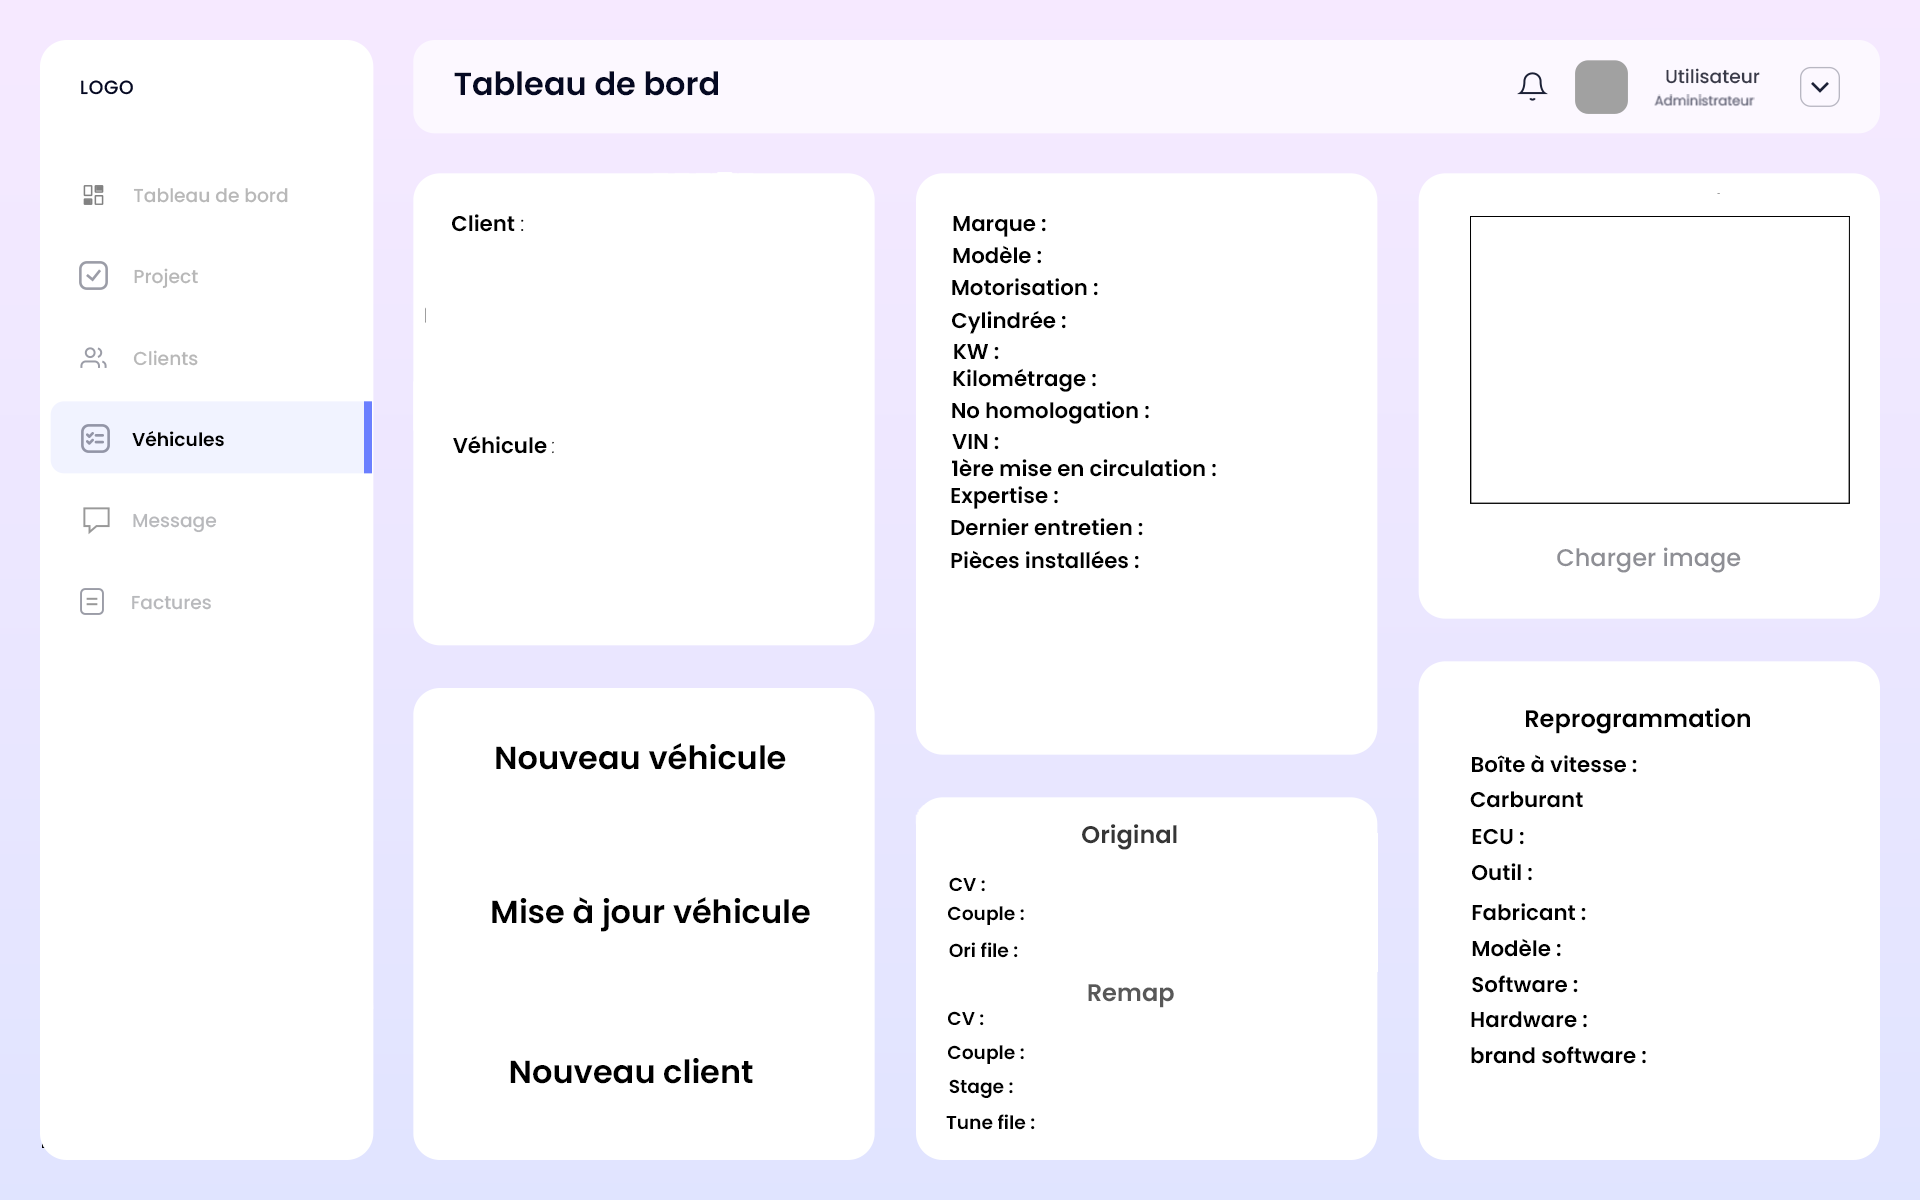 LOGO
Tableau de bord
Project
Clients
Véhicules
Message
Factures
Tableau de bord
Utilisateur
Administrateur
Client :
Véhicule :
Nouveau véhicule
Mise à jour véhicule
Nouveau client
Marque :
Modèle :
Motorisation :
Cylindrée :
KW :
Kilométrage :
No homologation :
VIN :
1ère mise en circulation :
Expertise :
Dernier entretien :
Pièces installées :
Original
CV :
Couple :
Ori file :
Remap
CV :
Couple :
Stage :
Tune file :
Charger image
Reprogrammation
Boîte à vitesse :
Carburant
ECU :
Outil :
Fabricant :
Modèle :
Software :
Hardware :
brand software :